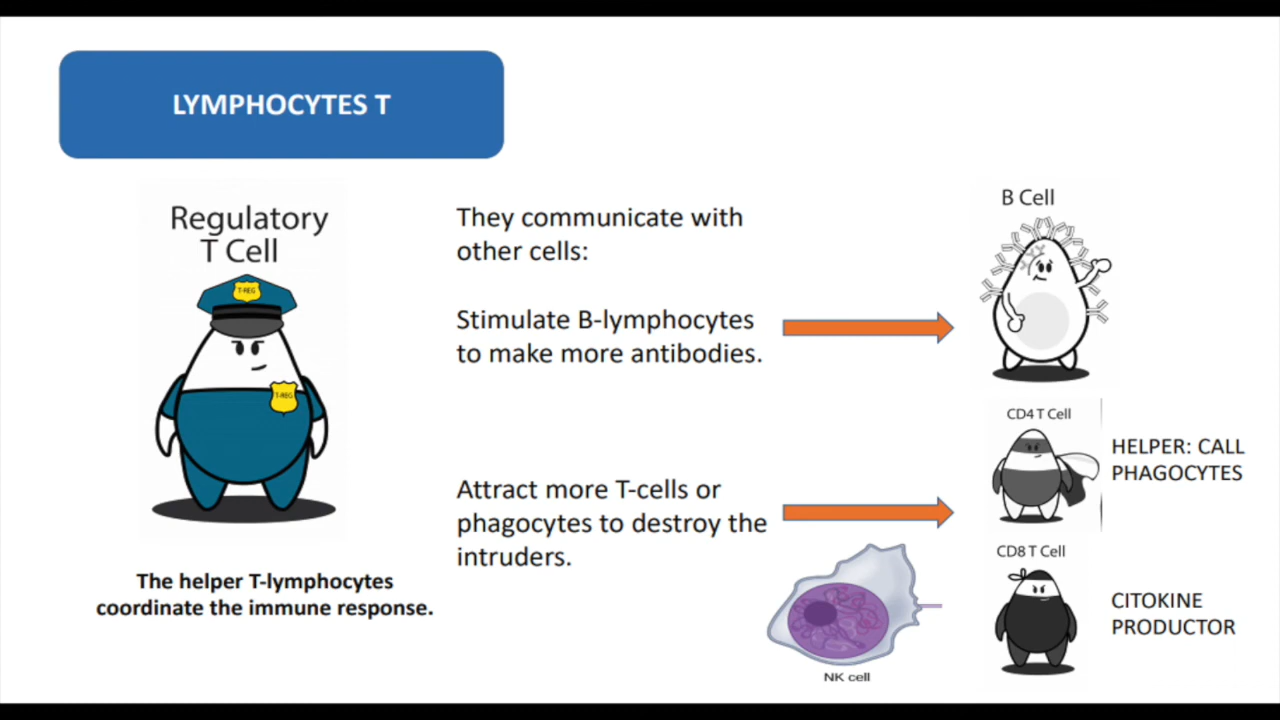 LYMPHOCYTES T
Regulatory
T Cell
T-REG
T-REG
The helper T-lymphocytes
coordinate the immune response.
They communicate with
other cells:
Stimulate B-lymphocytes
to make more antibodies.
Attract more T-cells or
phagocytes to destroy the
intruders.
NK cell
B Cell
CD4 T Cell
HELPER: CALL
PHAGOCYTES
CD8 T Cell
CITOKINE
PRODUCTOR